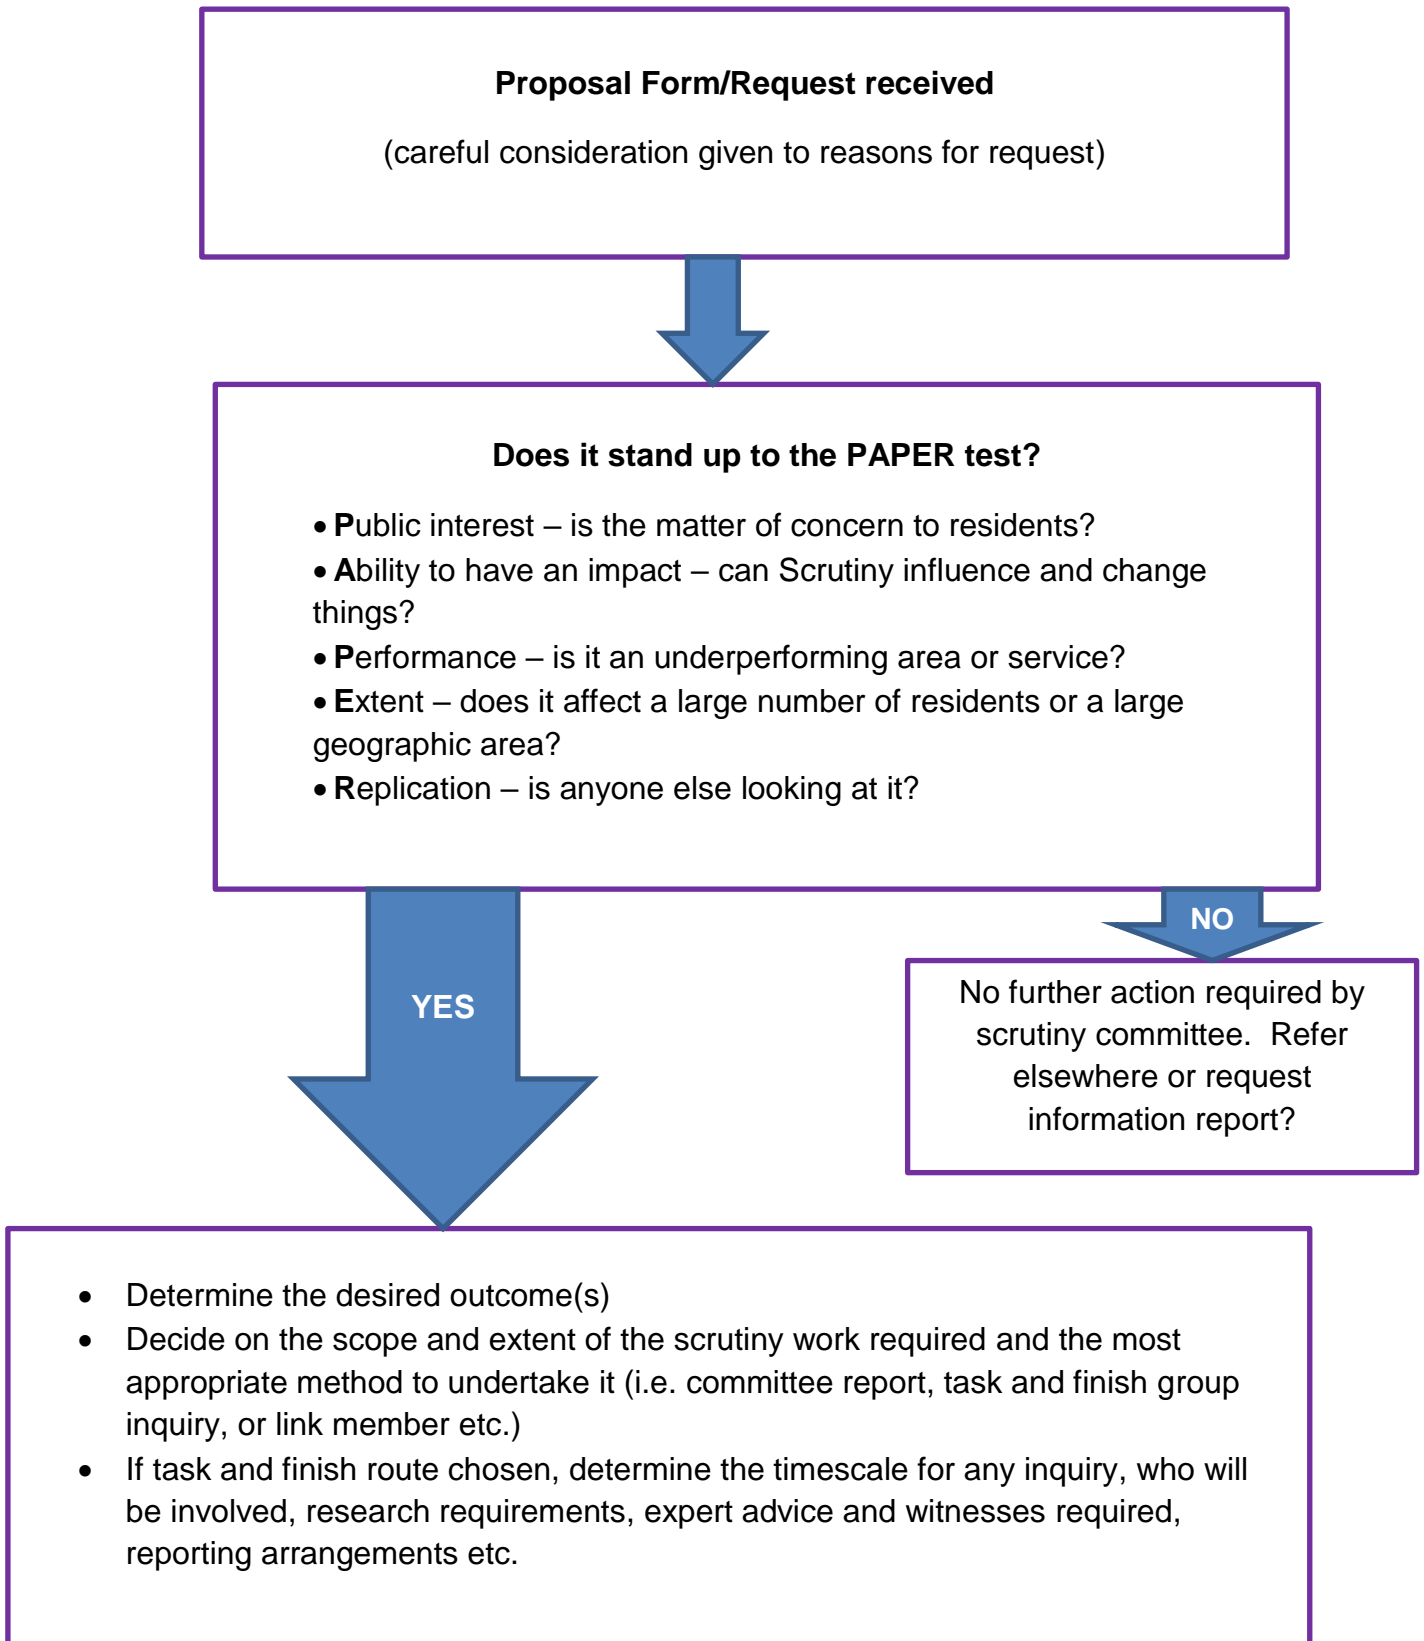 Proposal Form/Request received
(careful consideration given to reasons for request)
Does it stand up to the PAPER test?
• Public interest – is the matter of concern to residents?
• Ability to have an impact – can Scrutiny influence and change
things?
• Performance – is it an underperforming area or service?
• Extent – does it affect a large number of residents or a large
geographic area?
• Replication – is anyone else looking at it?
NO
No further action required by
scrutiny committee.  Refer
elsewhere or request
information report?
YES
• Determine the desired outcome(s)
• Decide on the scope and extent of the scrutiny work required and the most
appropriate method to undertake it (i.e. committee report, task and finish group
inquiry, or link member etc.)
• If task and finish route chosen, determine the timescale for any inquiry, who will
be involved, research requirements, expert advice and witnesses required,
reporting arrangements etc.